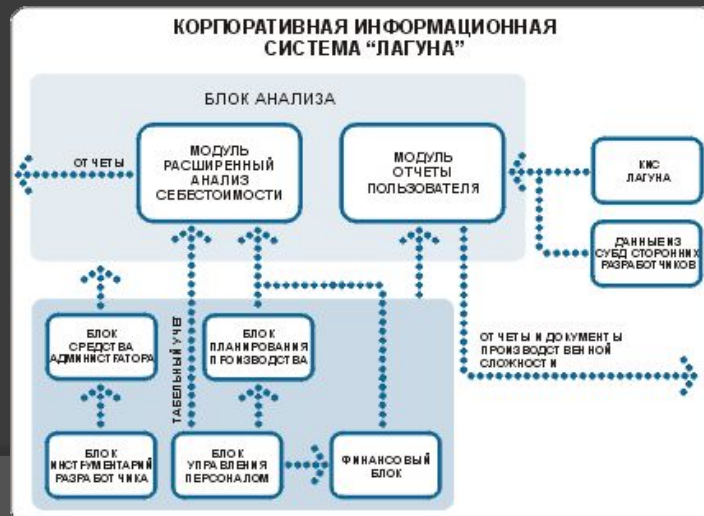 КОРПОРАТИВНАЯ ИНФОРМАЦИОННАЯ
СИСТЕМА “ЛАГУНА”
БЛОК АНАЛИЗА
ОТЧЕТЫ
МОДУЛЬ
РАСШИРЕННЫЙ
АНАЛИЗ
СЕБЕСТОИМОСТИ
МОДУЛЬ
ОТЧЕТЫ
ПОЛЬЗОВАТЕЛЯ
КИС
ЛАГУНА
ДАННЫЕ ИЗ
СУБД СТОРОННИХ
РАЗРАБОТЧИКОВ
БЛОК
СРЕДСТВА
АДМИНИСТРАТОРА
ТАБЕЛЬНЫЙ УЧЕТ
БЛОК
ПЛАНИРОВАНИЯ
ПРОИЗВОДСТВА
ОТЧЕТЫ И ДОКУМЕНТЫ
ПРОИЗВОДСТВЕННОЙ
СЛОЖНОСТИ
БЛОК
ИНСТРУМЕНТАРИЙ
РАЗРАБОТЧИКА
БЛОК
УПРАВЛЕНИЯ
ПЕРСОНАЛОМ
ФИНАНСОВЫЙ
БЛОК